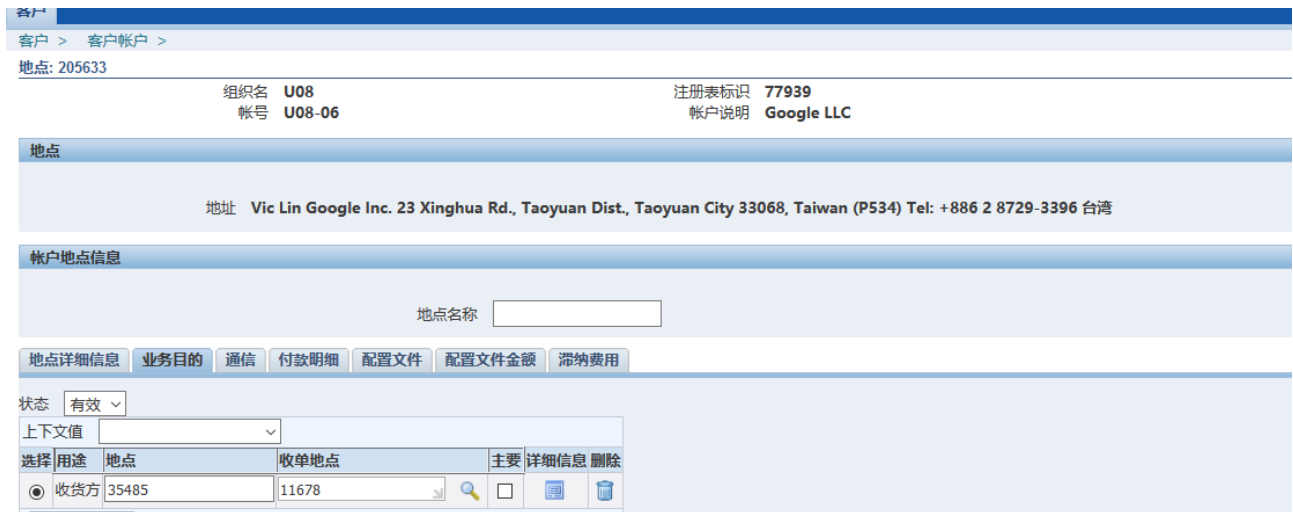 客户
客户 > 客户帐户 >
地点: 205633
组织名 U08 注册表标识 77939
帐号 U08-06 帐户说明 Google LLC
地点
地址 Vic Lin Google Inc. 23 Xinghua Rd., Taoyuan Dist., Taoyuan City 33068, Taiwan (P534) Tel: +886 2 8729-3396 台湾
帐户地点信息
地点名称
地点详细信息 业务目的 通信 付款明细 配置文件 配置文件金额 滞纳费用
状态 有效
上下文值
选择 用途 地点 收单地点 主要 详细信息 删除
收货方 35485 11678